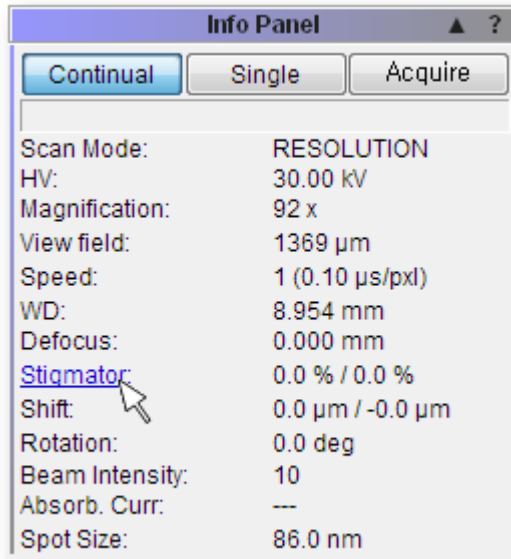 Info Panel ▲ ?
Continual Single Acquire
Scan Mode: RESOLUTION
HV: 30.00 kV
Magnification: 92 x
View field: 1369 µm
Speed: 1 (0.10 µs/pxl)
WD: 8.954 mm
Defocus: 0.000 mm
Stigmator: 0.0 % / 0.0 %
Shift: 0.0 µm / -0.0 µm
Rotation: 0.0 deg
Beam Intensity: 10
Absorb. Curr: ---
Spot Size: 86.0 nm